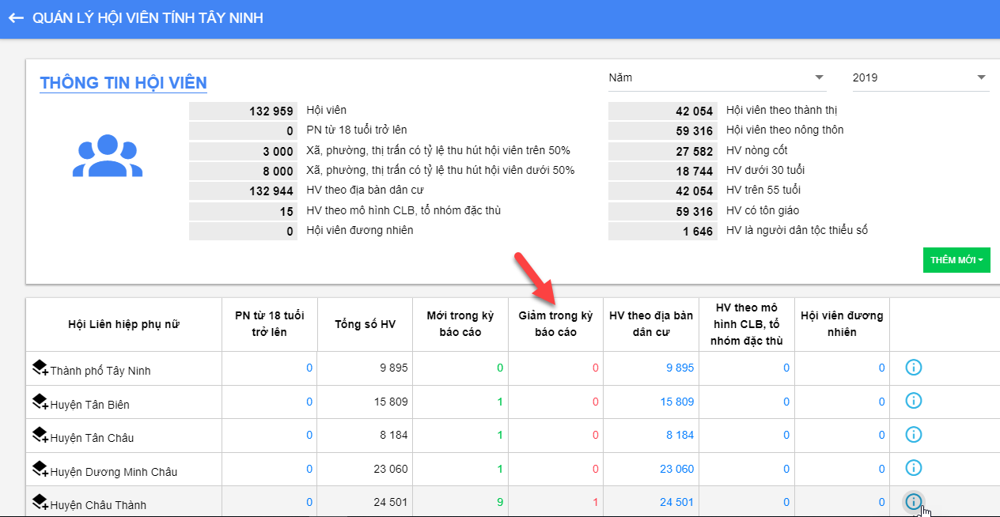 QUẢN LÝ HỘI VIÊN TỈNH TÂY NINH
THÔNG TIN HỘI VIÊN
Năm
2019
132 959 Hội viên
0 PN từ 18 tuổi trở lên
3 000 Xã, phường, thị trấn có tỷ lệ thu hút hội viên trên 50%
8 000 Xã, phường, thị trấn có tỷ lệ thu hút hội viên dưới 50%
132 944 HV theo địa bàn dân cư
15 HV theo mô hình CLB, tổ nhóm đặc thù
0 Hội viên đương nhiên
42 054 Hội viên theo thành thị
59 316 Hội viên theo nông thôn
27 582 HV nòng cốt
18 744 HV dưới 30 tuổi
42 054 HV trên 55 tuổi
59 316 HV có tôn giáo
1 646 HV là người dân tộc thiểu số
THÊM MỚI
Hội Liên hiệp phụ nữ
PN từ 18 tuổi
trở lên
Tổng số HV
Mới trong kỳ
báo cáo
Giảm trong kỳ
báo cáo
HV theo địa bàn
dân cư
HV theo mô
hình CLB, tổ
nhóm đặc thù
Hội viên đương
nhiên
Thành phố Tây Ninh 0 9 895 0 0 9 895 0 0
Huyện Tân Biên 0 15 809 1 0 15 809 0 0
Huyện Tân Châu 0 8 184 1 0 8 184 0 0
Huyện Dương Minh Châu 0 23 060 1 0 23 060 0 0
Huyện Châu Thành 0 24 501 9 1 24 501 0 0